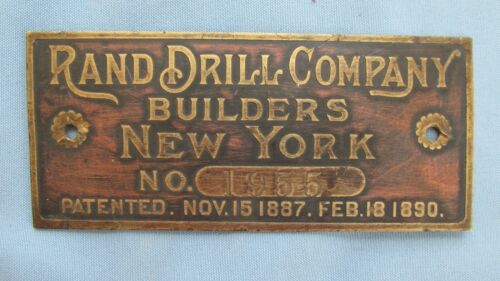 RAND DRILL COMPANY
BUILDERS
NEW YORK
NO. 1955
PATENTED. NOV. 15 1887. FEB. 18 1890.